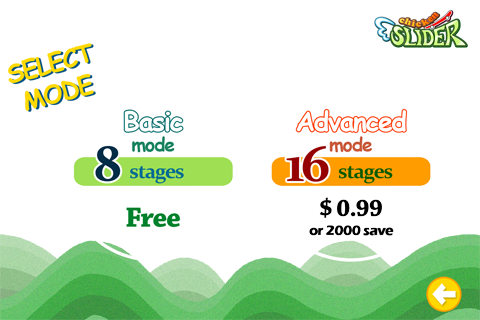 chicken
SLIDER
SELECT
MODE
Basic
mode
8 stages
Free
Advanced
mode
16 stages
$ 0.99
or 2000 save